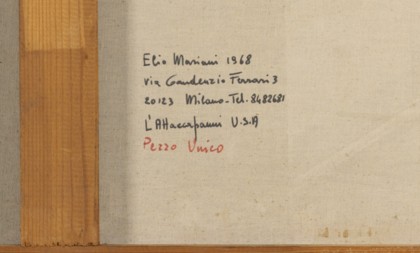 Elio Mariani 1968
via Gaudenzio Ferrari 3
20123 Milano-Tel. 8482681
L'Attaccapanni U.S.A
Pezzo Unico